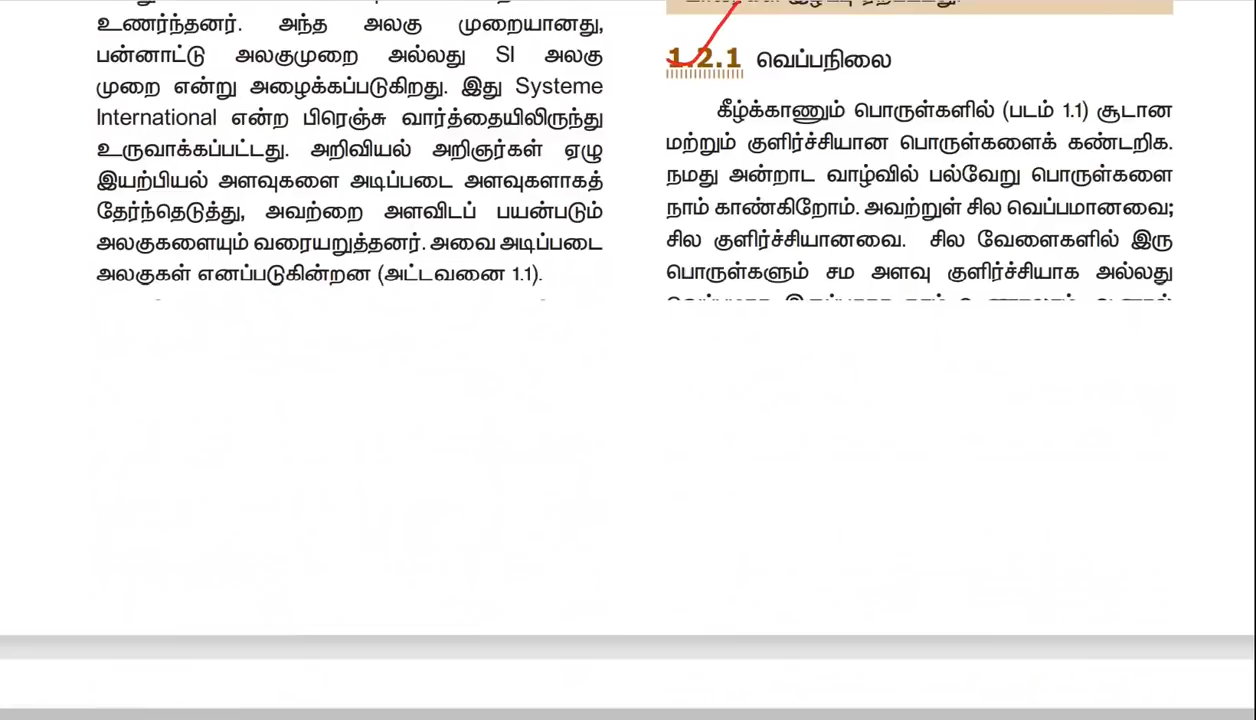 உணர்ந்தனர். அந்த அலகு முறையானது,
பன்னாட்டு அலகுமுறை அல்லது SI அலகு
முறை என்று அழைக்கப்படுகிறது. இது Systeme
International என்ற பிரெஞ்சு வார்த்தையிலிருந்து
உருவாக்கப்பட்டது. அறிவியல் அறிஞர்கள் ஏழு
இயற்பியல் அளவுகளை அடிப்படை அளவுகளாகத்
தேர்ந்தெடுத்து, அவற்றை அளவிடப் பயன்படும்
அலகுகளையும் வரையறுத்தனர். அவை அடிப்படை
அலகுகள் எனப்படுகின்றன (அட்டவனை 1.1).
1.2.1 வெப்பநிலை
கீழ்க்காணும் பொருள்களில் (படம் 1.1) சூடான
மற்றும் குளிர்ச்சியான பொருள்களைக் கண்டறிக.
நமது அன்றாட வாழ்வில் பல்வேறு பொருள்களை
நாம் காண்கிறோம். அவற்றுள் சில வெப்பமானவை;
சில குளிர்ச்சியானவை. சில வேளைகளில் இரு
பொருள்களும் சம அளவு குளிர்ச்சியாக அல்லது